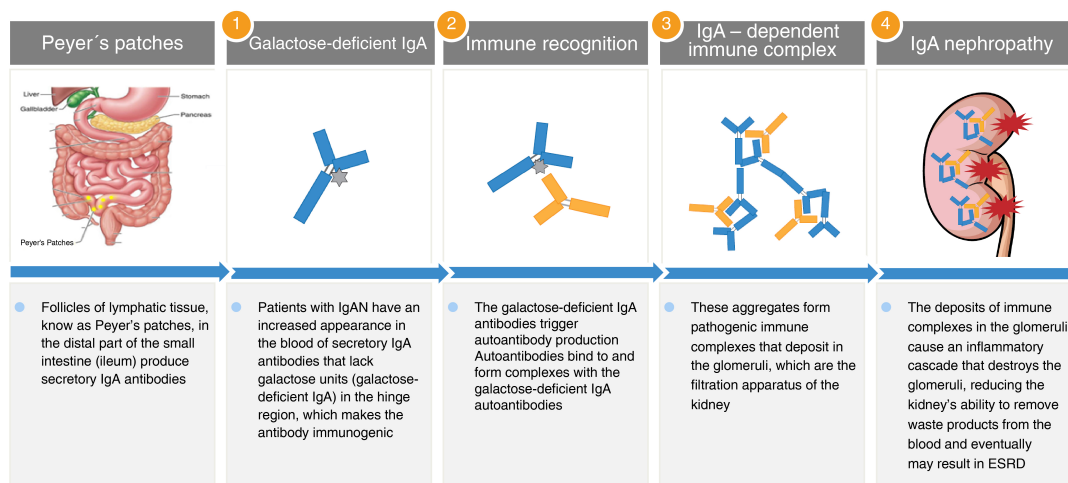 Peyer´s patches
1
Galactose-deficient IgA
2
Immune recognition
3
IgA – dependent
immune complex
4
IgA nephropathy
Liver
Gallbladder
Stomach
Pancreas
Peyer's Patches
Follicles of lymphatic tissue,
know as Peyer's patches, in
the distal part of the small
intestine (ileum) produce
secretory IgA antibodies
Patients with IgAN have an
increased appearance in
the blood of secretory IgA
antibodies that lack
galactose units (galactose-
deficient IgA) in the hinge
region, which makes the
antibody immunogenic
The galactose-deficient IgA
antibodies trigger
autoantibody production
Autoantibodies bind to and
form complexes with the
galactose-deficient IgA
autoantibodies
These aggregates form
pathogenic immune
complexes that deposit in
the glomeruli, which are the
filtration apparatus of the
kidney
The deposits of immune
complexes in the glomeruli
cause an inflammatory
cascade that destroys the
glomeruli, reducing the
kidney's ability to remove
waste products from the
blood and eventually
may result in ESRD